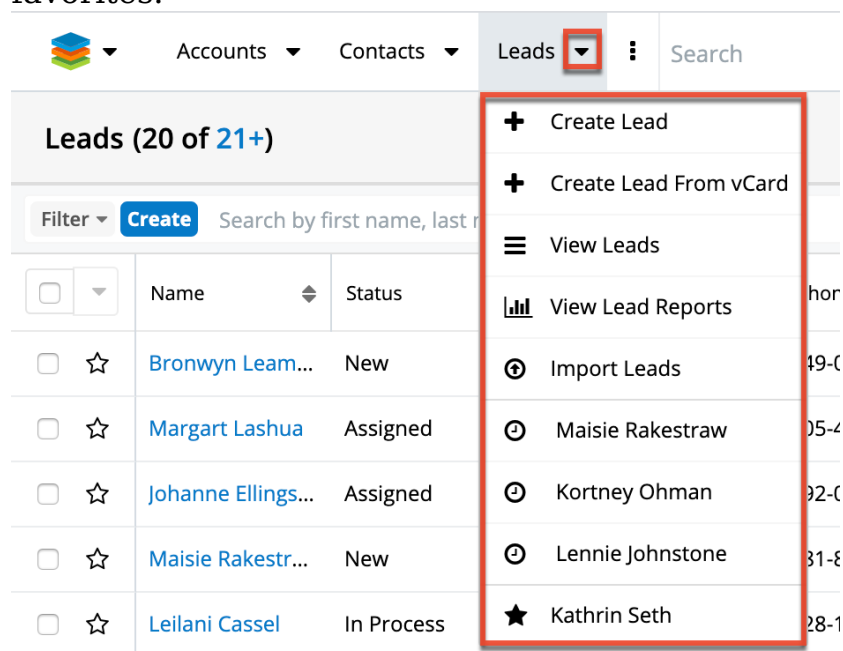 favorites.
Accounts Contacts Leads Search
Leads (20 of 21+)
Filter Create Search by first name, last
Name Status
Bronwyn Leam... New
Margart Lashua Assigned
Johanne Ellings... Assigned
Maisie Rakestr... New
Leilani Cassel In Process
Create Lead
Create Lead From vCard
View Leads
View Lead Reports
Import Leads
Maisie Rakestraw
Kortney Ohman
Lennie Johnstone
Kathrin Seth